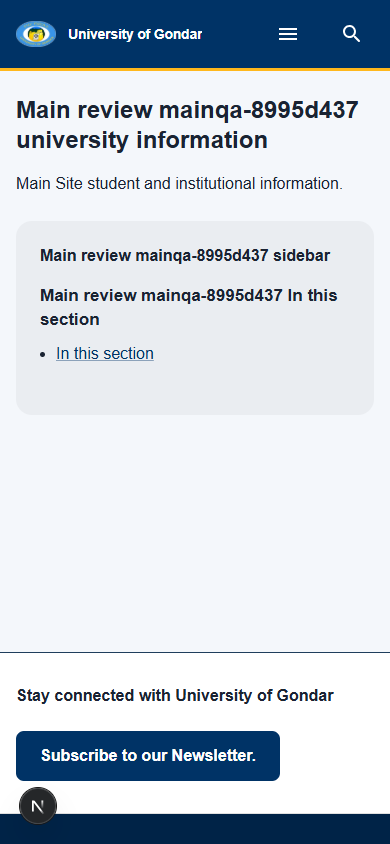 University of Gondar
Main review mainqa-8995d437
university information
Main Site student and institutional information.
Main review mainqa-8995d437 sidebar
Main review mainqa-8995d437 In this
section
In this section
Stay connected with University of Gondar
Subscribe to our Newsletter.
N